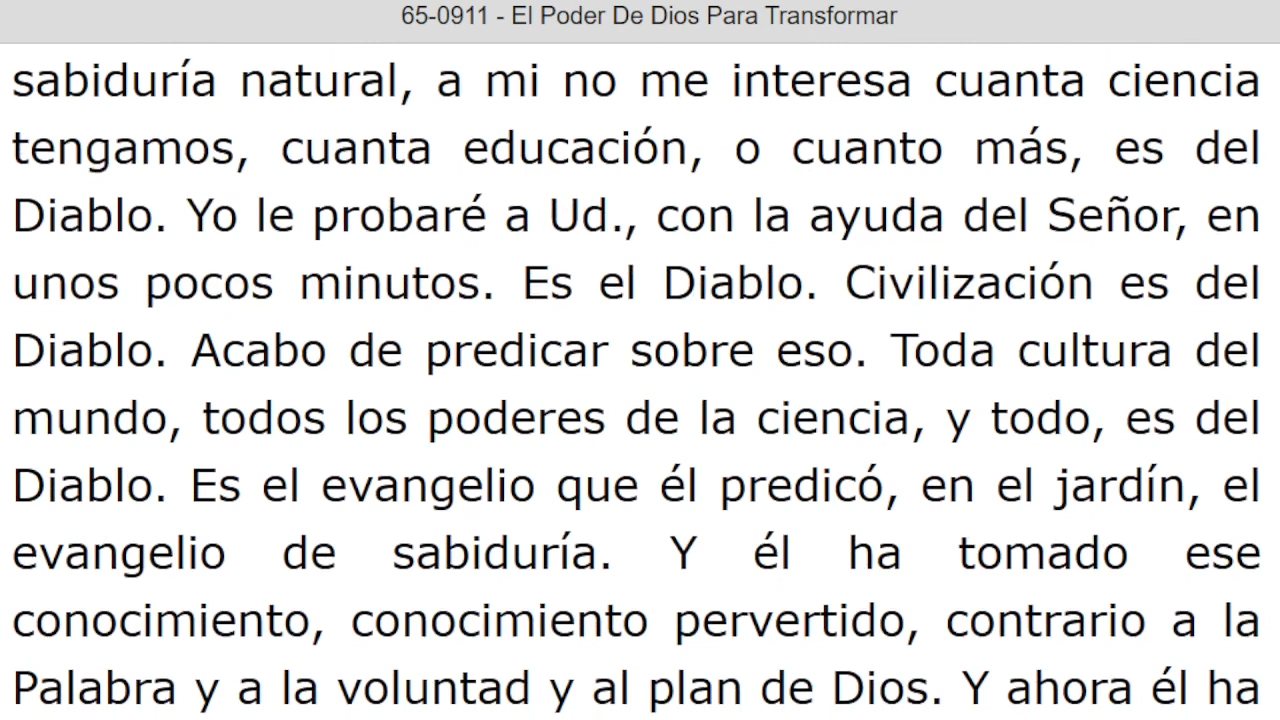 65-0911 - El Poder De Dios Para Transformar
sabiduría natural, a mi no me interesa cuanta ciencia
tengamos, cuanta educación, o cuanto más, es del
Diablo. Yo le probaré a Ud., con la ayuda del Señor, en
unos pocos minutos. Es el Diablo. Civilización es del
Diablo. Acabo de predicar sobre eso. Toda cultura del
mundo, todos los poderes de la ciencia, y todo, es del
Diablo. Es el evangelio que él predicó, en el jardín, el
evangelio de sabiduría. Y él ha tomado ese
conocimiento, conocimiento pervertido, contrario a la
Palabra y a la voluntad y al plan de Dios. Y ahora él ha